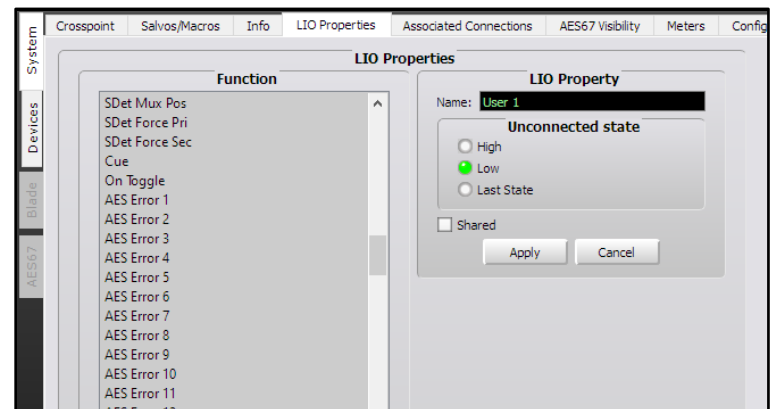 Crosspoint Salvos/Macros Info LIO Properties Associated Connections AES67 Visibility Meters Config
System
Devices
Blade
AES67
LIO Properties
Function
SDet Mux Pos
SDet Force Pri
SDet Force Sec
Cue
On Toggle
AES Error 1
AES Error 2
AES Error 3
AES Error 4
AES Error 5
AES Error 6
AES Error 7
AES Error 8
AES Error 9
AES Error 10
AES Error 11
LIO Property
Name: User 1
Unconnected state
High
Low
Last State
Shared
Apply Cancel